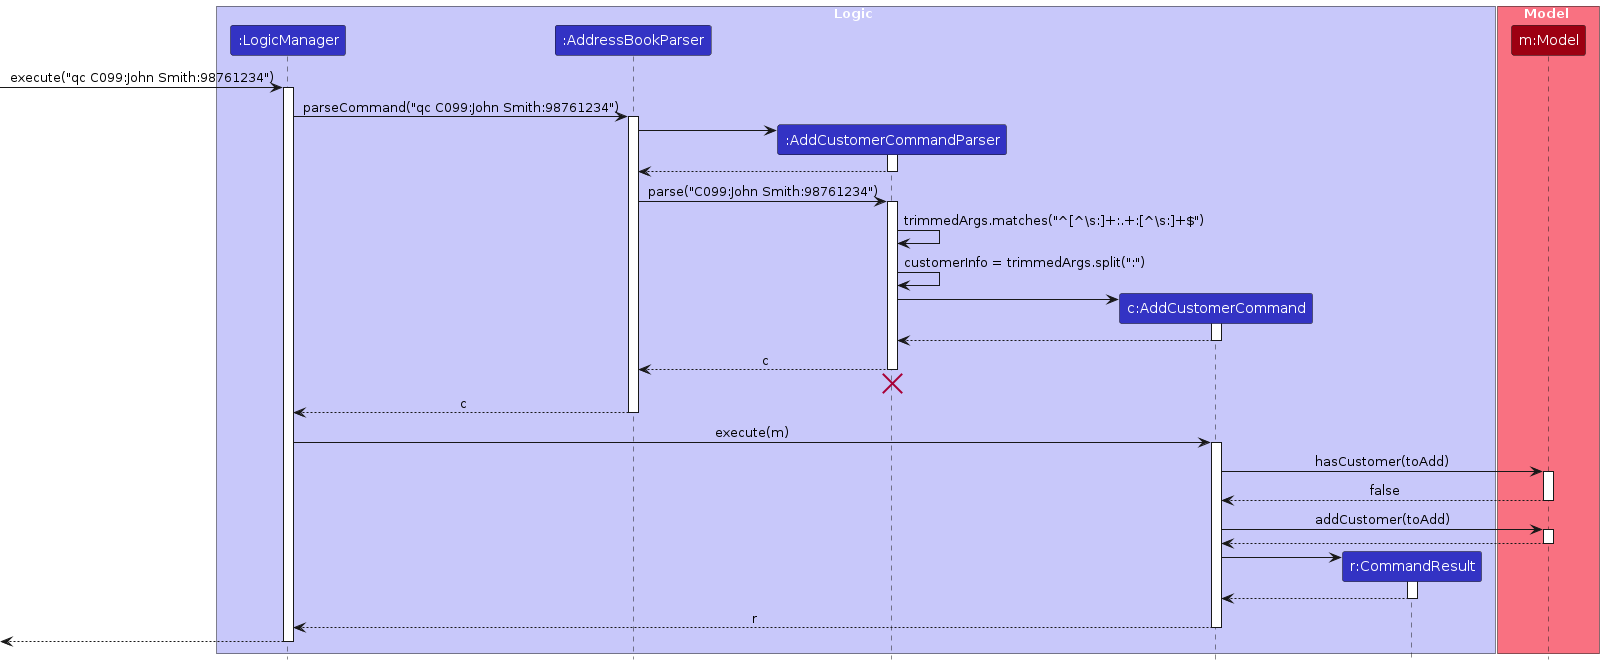 Logic
Model
:LogicManager
:AddressBookParser
m:Model
execute("qc C099:John Smith:98761234")
parseCommand("qc C099:John Smith:98761234")
:AddCustomerCommandParser
parse("C099:John Smith:98761234")
trimmedArgs.matches("^[^\s:]+:.+:[^\s:]+$")
customerInfo = trimmedArgs.split(":")
c:AddCustomerCommand
c
c
execute(m)
hasCustomer(toAdd)
false
addCustomer(toAdd)
r:CommandResult
r